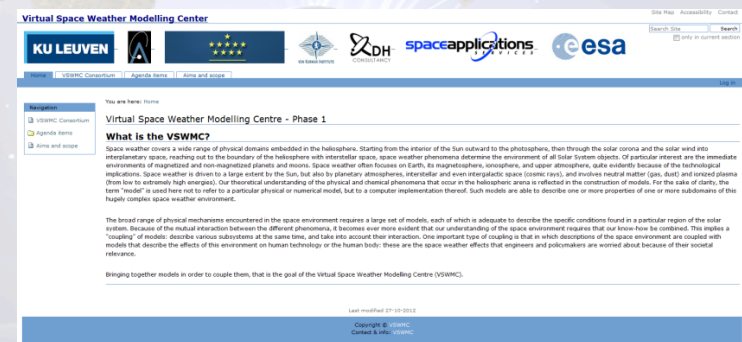 Site Map Accessibility Contact
Virtual Space Weather Modelling Center
Search Site Search
only in current section
KU LEUVEN
DH
CONSULTANCY
spaceapplications
SERVICES
esa
Home VSWMC Consortium Agenda items Aims and scope
Log in
You are here: Home
Navigation
VSWMC Consortium
Agenda items
Aims and scope
Virtual Space Weather Modelling Centre - Phase 1
What is the VSWMC?
Space weather covers a wide range of physical domains embedded in the heliosphere. Starting from the interior of the Sun outward to the photosphere, then through the solar corona and the solar wind into
interplanetary space, reaching out to the boundary of the heliosphere with interstellar space, space weather phenomena determine the environment of all Solar System objects. Of particular interest are the immediate
environments of magnetized and non-magnetized planets and moons. Space weather often focuses on Earth, its magnetosphere, ionosphere, and upper atmosphere, quite evidently because of the technological
implications. Space weather is driven to a large extent by the Sun, but also by planetary atmospheres, interstellar and even intergalactic space (cosmic rays), and involves neutral matter (gas, dust) and ionized plasma
(from low to extremely high energies). Our theoretical understanding of the physical and chemical phenomena that occur in the heliospheric arena is reflected in the construction of models. For the sake of clarity, the
term "model" is used here not to refer to a particular physical or numerical model, but to a computer implementation thereof. Such models are able to describe one or more properties of one or more subdomains of this
hugely complex space weather environment.
The broad range of physical mechanisms encountered in the space environment requires a large set of models, each of which is adequate to describe the specific conditions found in a particular region of the solar
system. Because of the mutual interaction between the different phenomena, it becomes ever more evident that our understanding of the space environment requires that our know-how be combined. This implies a
"coupling" of models: describe various subsystems at the same time, and take into account their interaction. One important type of coupling is that in which descriptions of the space environment are coupled with
models that describe the effects of this environment on human technology or the human body: these are the space weather effects that engineers and policymakers are worried about because of their societal
relevance.
Bringing together models in order to couple them, that is the goal of the Virtual Space Weather Modelling Centre (VSWMC).
Last modified 27-10-2012
Copyright © VSWMC
Contact & info: VSWMC